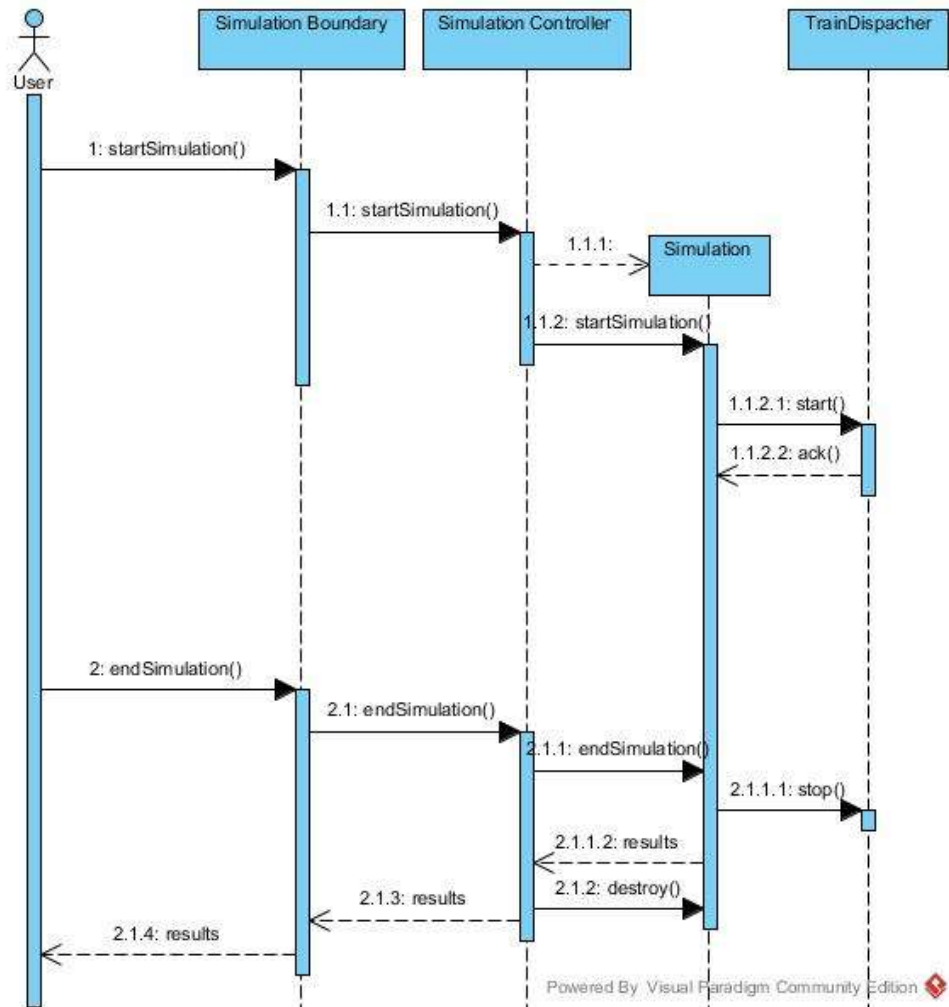 Simulation Boundary
Simulation Controller
TrainDispacher
User
1: startSimulation()
1.1: startSimulation()
1.1.1:
Simulation
1.1.2: startSimulation()
1.1.2.1: start()
1.1.2.2: ack()
2: endSimulation()
2.1: endSimulation()
2.1.1: endSimulation()
2.1.1.1: stop()
2.1.1.2: results
2.1.2: destroy()
2.1.3: results
2.1.4: results
Powered By Visual Paradigm Community Edition